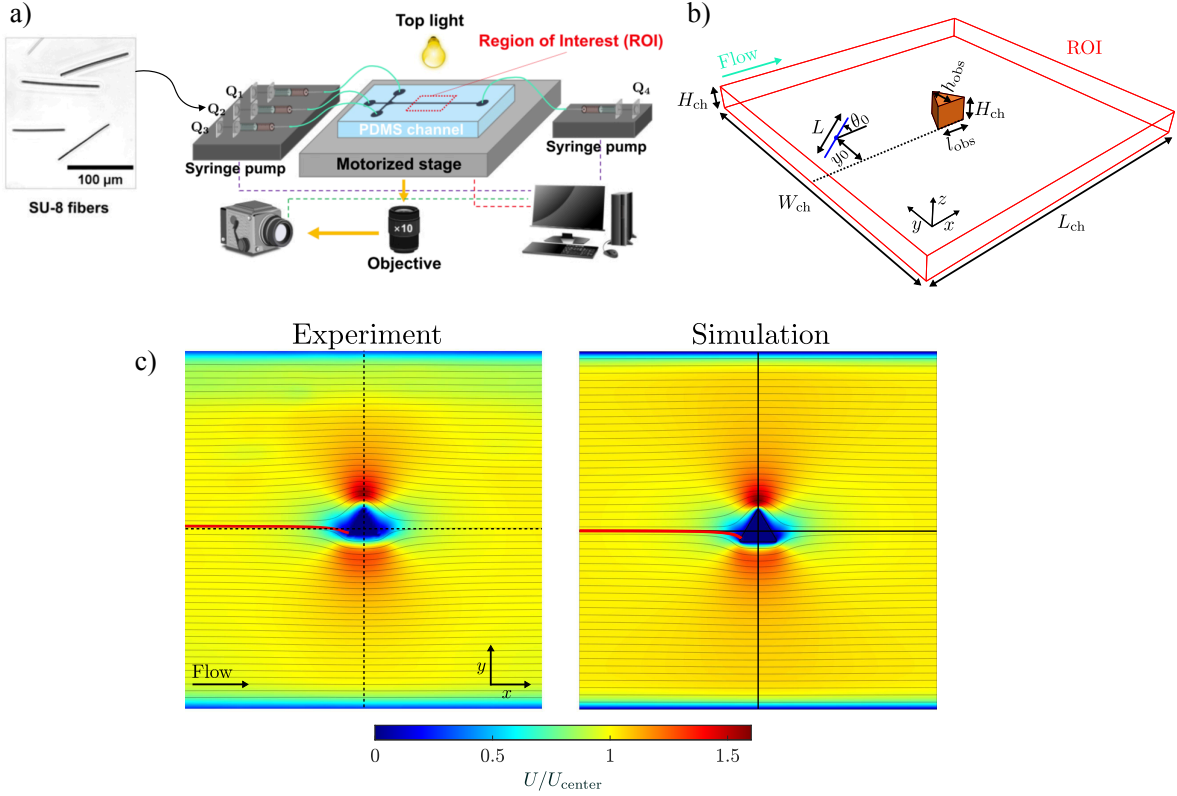 a)
100 μm
SU-8 fibers
Top light
Region of Interest (ROI)
Q1
Q2
Q3
Q4
PDMS channel
Syringe pump
Motorized stage
Syringe pump
×10
Objective
b)
ROI
Flow
Hch
hobs
Hch
lobs
L
θ0
y0
Wch
Lch
z
y
x
c)
Experiment
Simulation
Flow
y
x
0
0.5
1
1.5
U/Ucenter